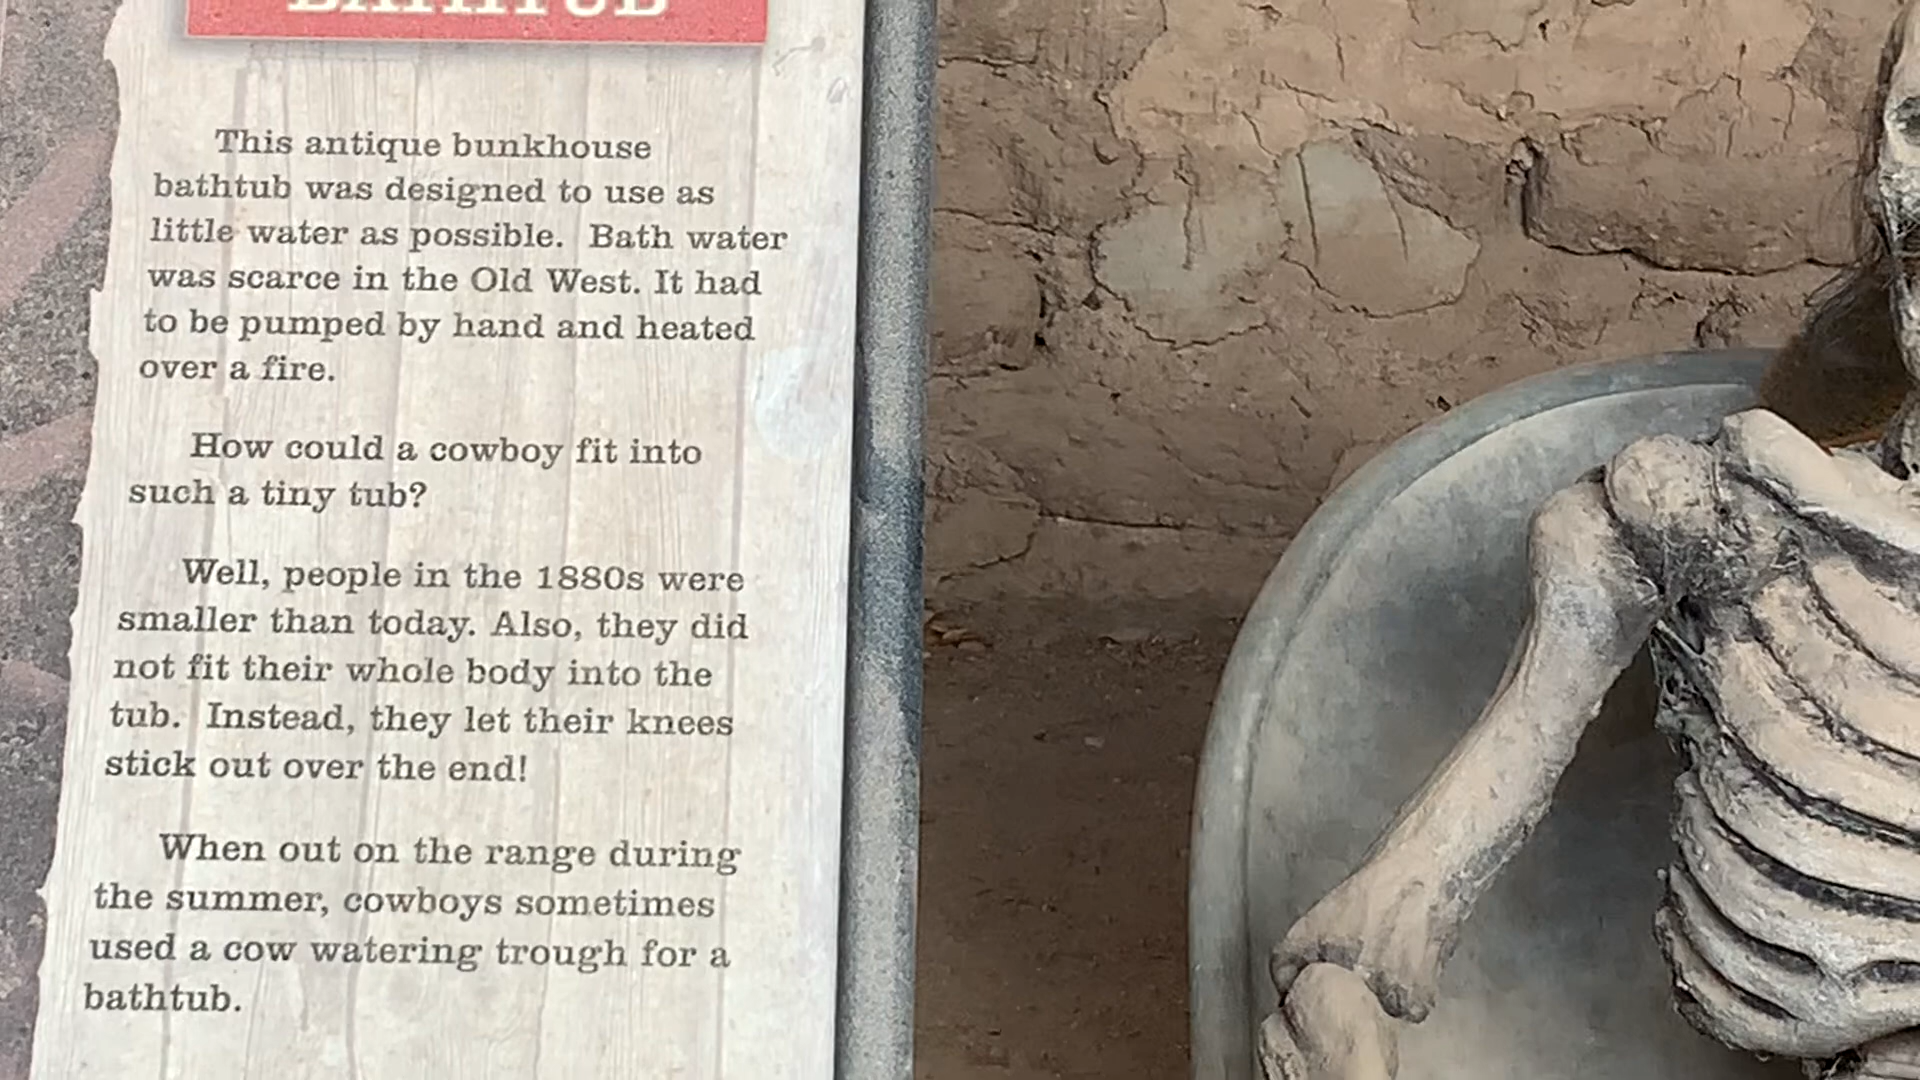 BATHTUB
This antique bunkhouse
bathtub was designed to use as
little water as possible. Bath water
was scarce in the Old West. It had
to be pumped by hand and heated
over a fire.
How could a cowboy fit into
such a tiny tub?
Well, people in the 1880s were
smaller than today. Also, they did
not fit their whole body into the
tub. Instead, they let their knees
stick out over the end!
When out on the range during
the summer, cowboys sometimes
used a cow watering trough for a
bathtub.